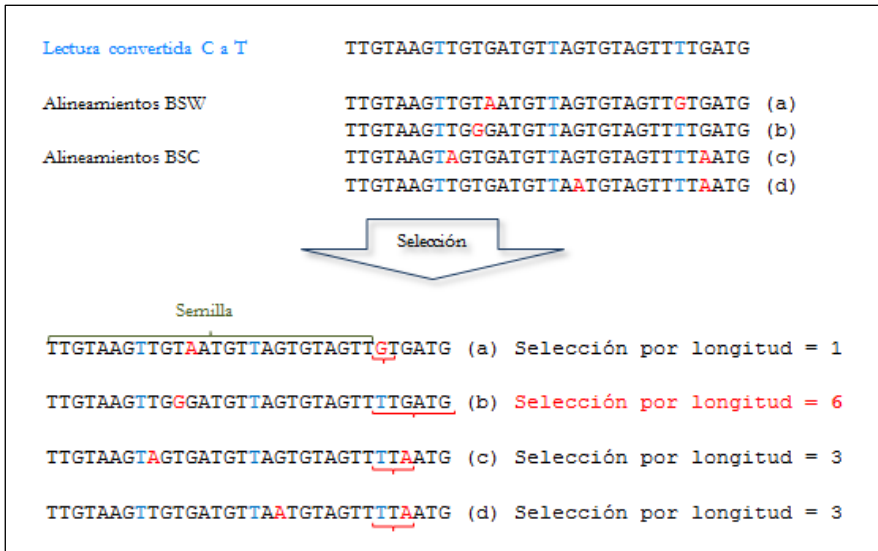 Lectura convertida C a T TTGTAAGTTGTGATGTTAGTGTAGTTTTGATG
Alineamientos BSW TTGTAAGTTGTAATGTTAGTGTAGTTGTGATG (a)
TTGTAAGTTGGGATGTTAGTGTAGTTTTGATG (b)
Alineamientos BSC TTGTAAGTAGTGATGTTAGTGTAGTTTTAATG (c)
TTGTAAGTTGTGATGTTAATGTAGTTTTAATG (d)
Selección
Semilla
TTGTAAGTTGTAATGTTAGTGTAGTTGTGATG (a) Selección por longitud = 1
TTGTAAGTTGGGATGTTAGTGTAGTTTTGATG (b) Selección por longitud = 6
TTGTAAGTAGTGATGTTAGTGTAGTTTTAATG (c) Selección por longitud = 3
TTGTAAGTTGTGATGTTAATGTAGTTTTAATG (d) Selección por longitud = 3